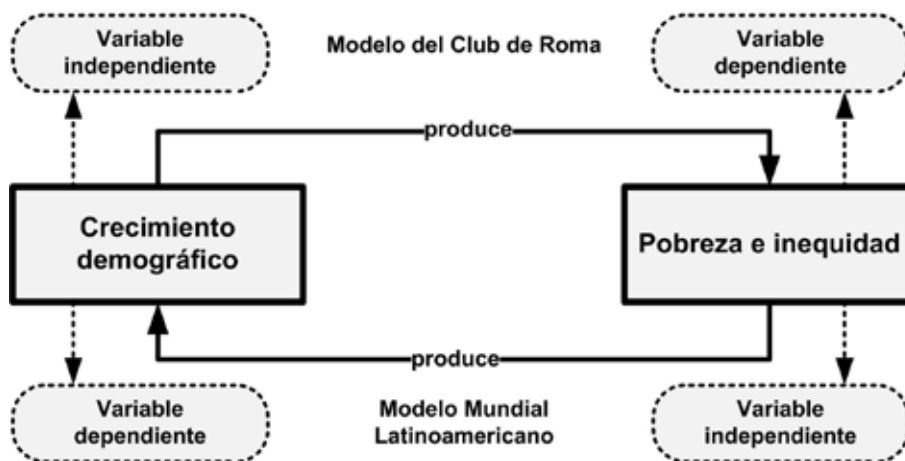 Variable
independiente
Modelo del Club de Roma
Variable
dependiente
produce
Crecimiento
demográfico
Pobreza e inequidad
produce
Variable
dependiente
Modelo Mundial
Latinoamericano
Variable
independiente